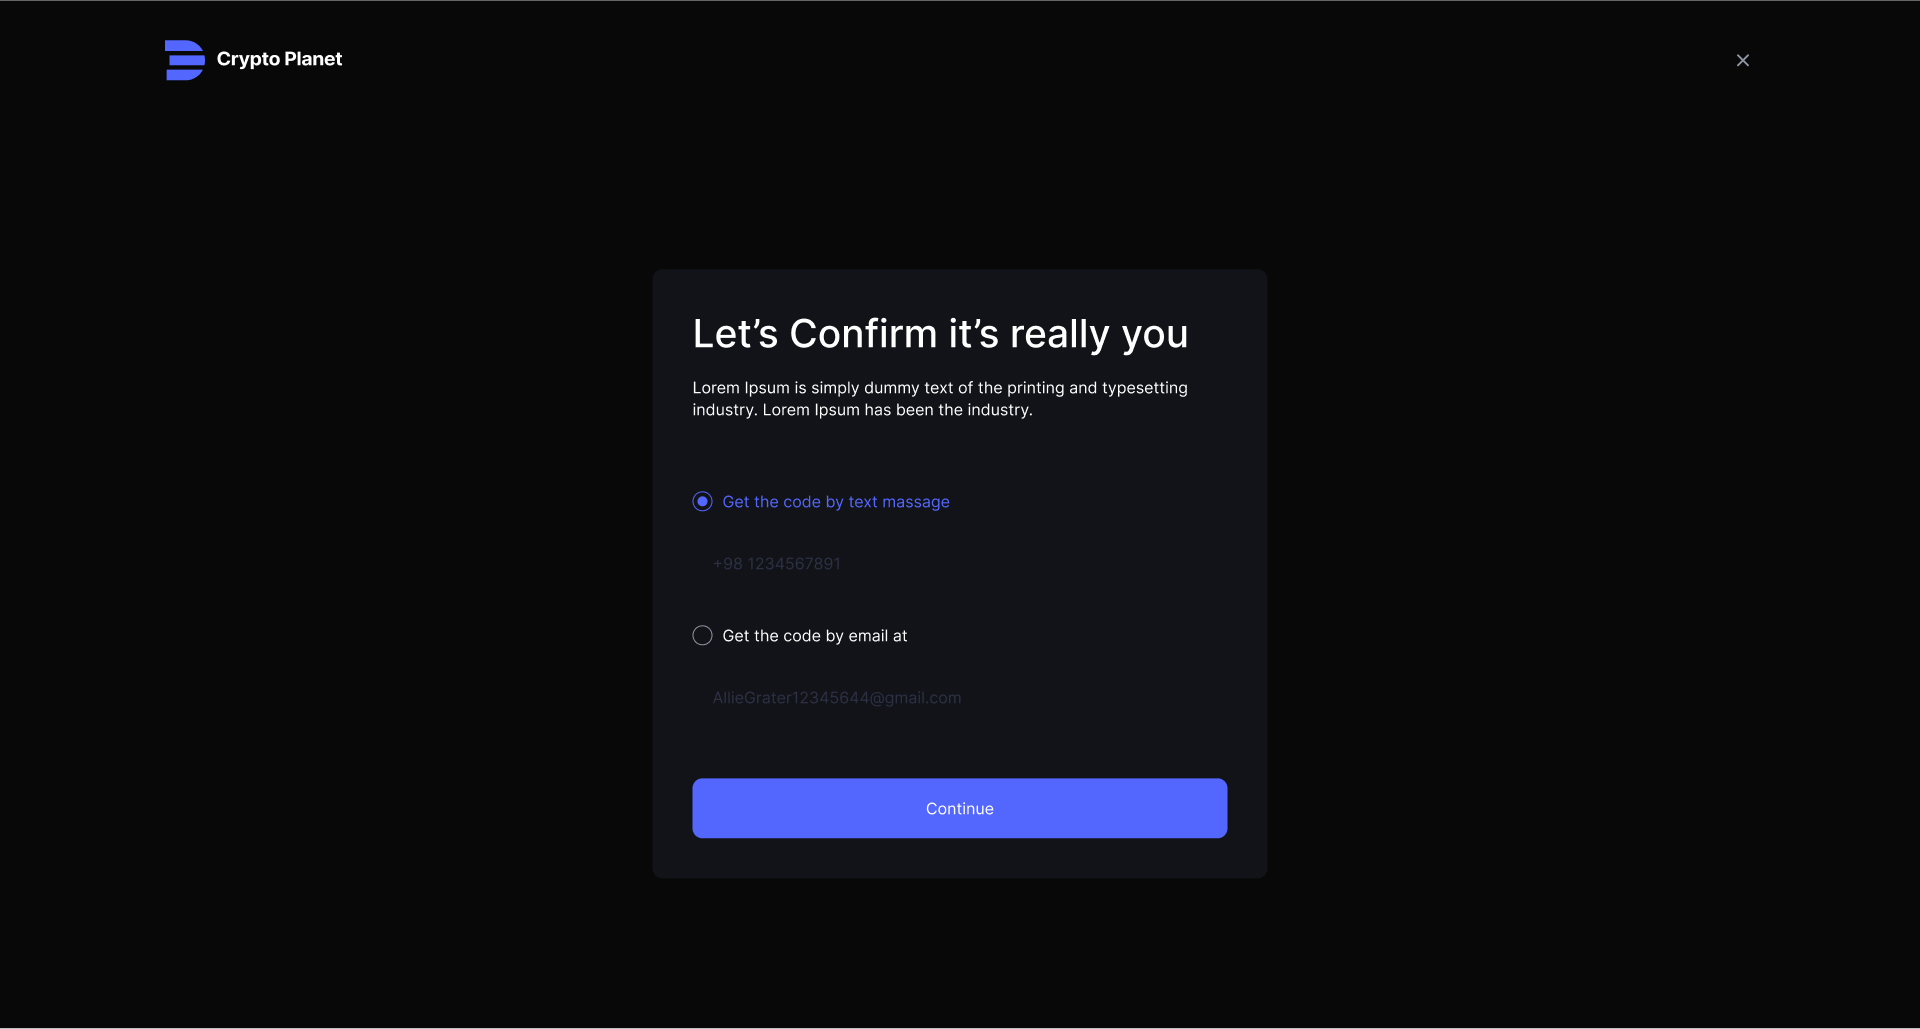 Crypto Planet
Let’s Confirm it’s really you
Lorem Ipsum is simply dummy text of the printing and typesetting
industry. Lorem Ipsum has been the industry.
Get the code by text massage
+98 1234567891
Get the code by email at
AllieGrater12345644@gmail.com
Continue